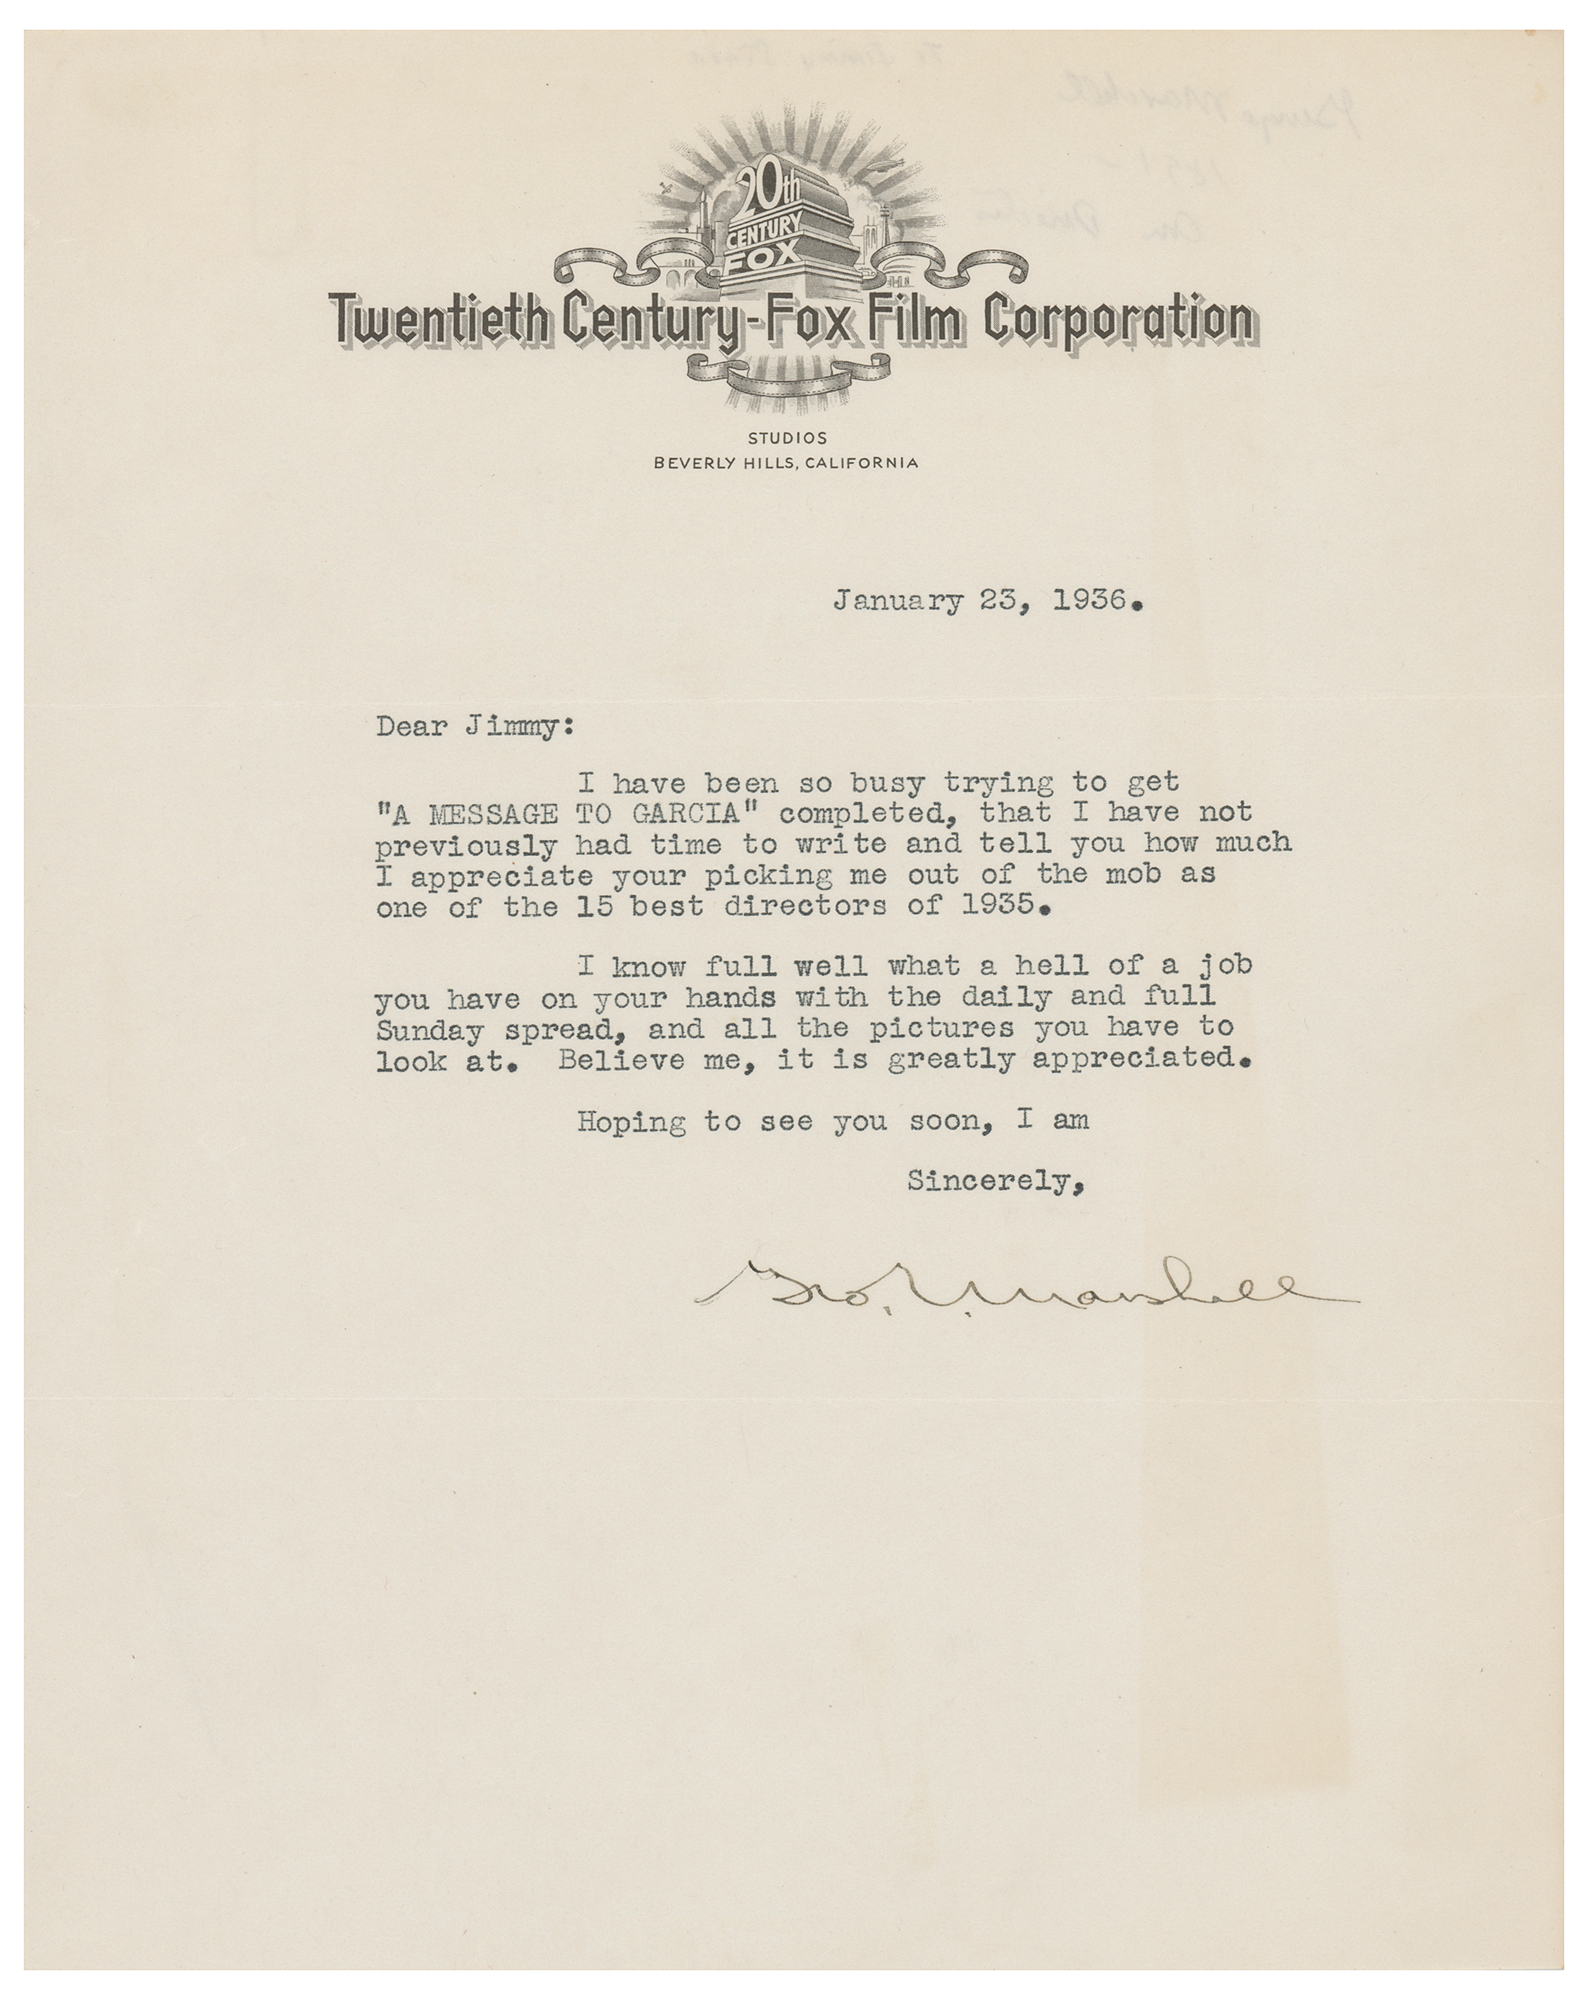 20th
CENTURY
FOX
Twentieth Century-Fox Film Corporation
STUDIOS
BEVERLY HILLS, CALIFORNIA
January 23, 1936.
Dear Jimmy:
I have been so busy trying to get
"A MESSAGE TO GARCIA" completed, that I have not
previously had time to write and tell you how much
I appreciate your picking me out of the mob as
one of the 15 best directors of 1935.
I know full well what a hell of a job
you have on your hands with the daily and full
Sunday spread, and all the pictures you have to
look at.  Believe me, it is greatly appreciated.
Hoping to see you soon, I am
Sincerely,
Geo. Marshall